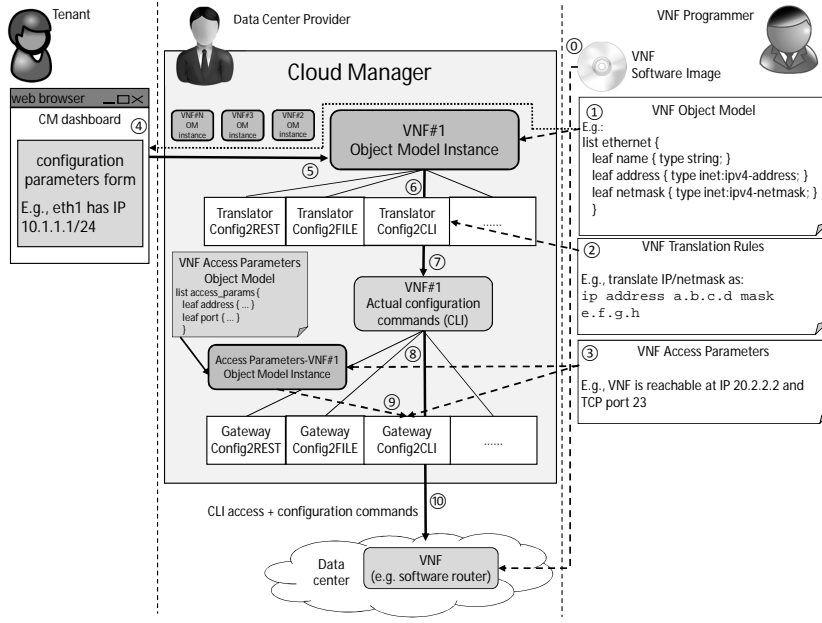 Tenant
Data Center Provider
VNF Programmer
⓪
VNF
Software Image
Cloud Manager
web browser
CM dashboard
④
configuration
parameters form
E.g., eth1 has IP
10.1.1.1/24
VNF#N
OM
instance
VNF#3
OM
instance
VNF#2
OM
instance
VNF#1
Object Model Instance
⑤
⑥
①
VNF Object Model
E.g.:
list ethernet {
leaf name { type string; }
leaf address { type inet:ipv4-address; }
leaf netmask { type inet:ipv4-netmask; }
}
Translator
Config2REST
Translator
Config2FILE
Translator
Config2CLI
......
②
VNF Translation Rules
E.g., translate IP/netmask as:
ip address a.b.c.d mask
e.f.g.h
⑦
VNF Access Parameters
Object Model
list access_params {
leaf address { ... }
leaf port { ... }
}
VNF#1
Actual configuration
commands (CLI)
③
VNF Access Parameters
E.g., VNF is reachable at IP 20.2.2.2 and
TCP port 23
⑧
Access Parameters-VNF#1
Object Model Instance
⑨
Gateway
Config2REST
Gateway
Config2FILE
Gateway
Config2CLI
......
⑩
CLI access + configuration commands
Data
center
VNF
(e.g. software router)